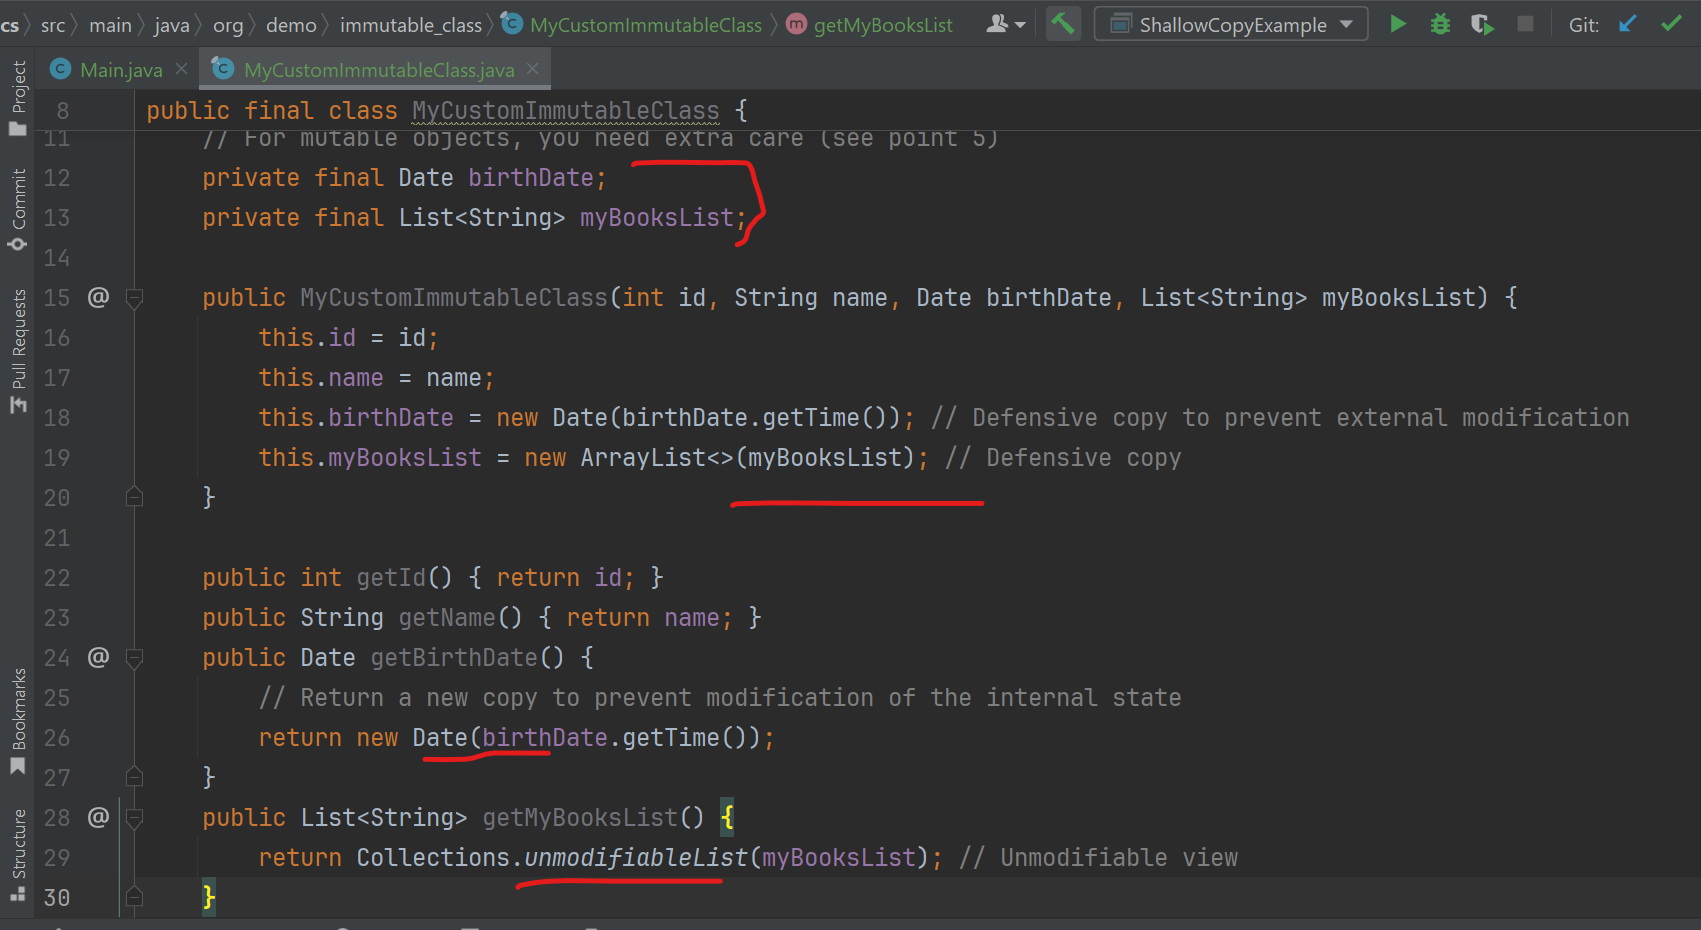 cs src main java org demo immutable_class MyCustomImmutableClass getMyBooksList ShallowCopyExample Git:
Project
Commit
Pull Requests
Bookmarks
Structure
Main.java MyCustomImmutableClass.java
8 public final class MyCustomImmutableClass {
11 // For mutable objects, you need extra care (see point 5)
12 private final Date birthDate;
13 private final List<String> myBooksList;
14
15 @ public MyCustomImmutableClass(int id, String name, Date birthDate, List<String> myBooksList) {
16 this.id = id;
17 this.name = name;
18 this.birthDate = new Date(birthDate.getTime()); // Defensive copy to prevent external modification
19 this.myBooksList = new ArrayList<>(myBooksList); // Defensive copy
20 }
21
22 public int getId() { return id; }
23 public String getName() { return name; }
24 @ public Date getBirthDate() {
25 // Return a new copy to prevent modification of the internal state
26 return new Date(birthDate.getTime());
27 }
28 @ public List<String> getMyBooksList() {
29 return Collections.unmodifiableList(myBooksList); // Unmodifiable view
30 }